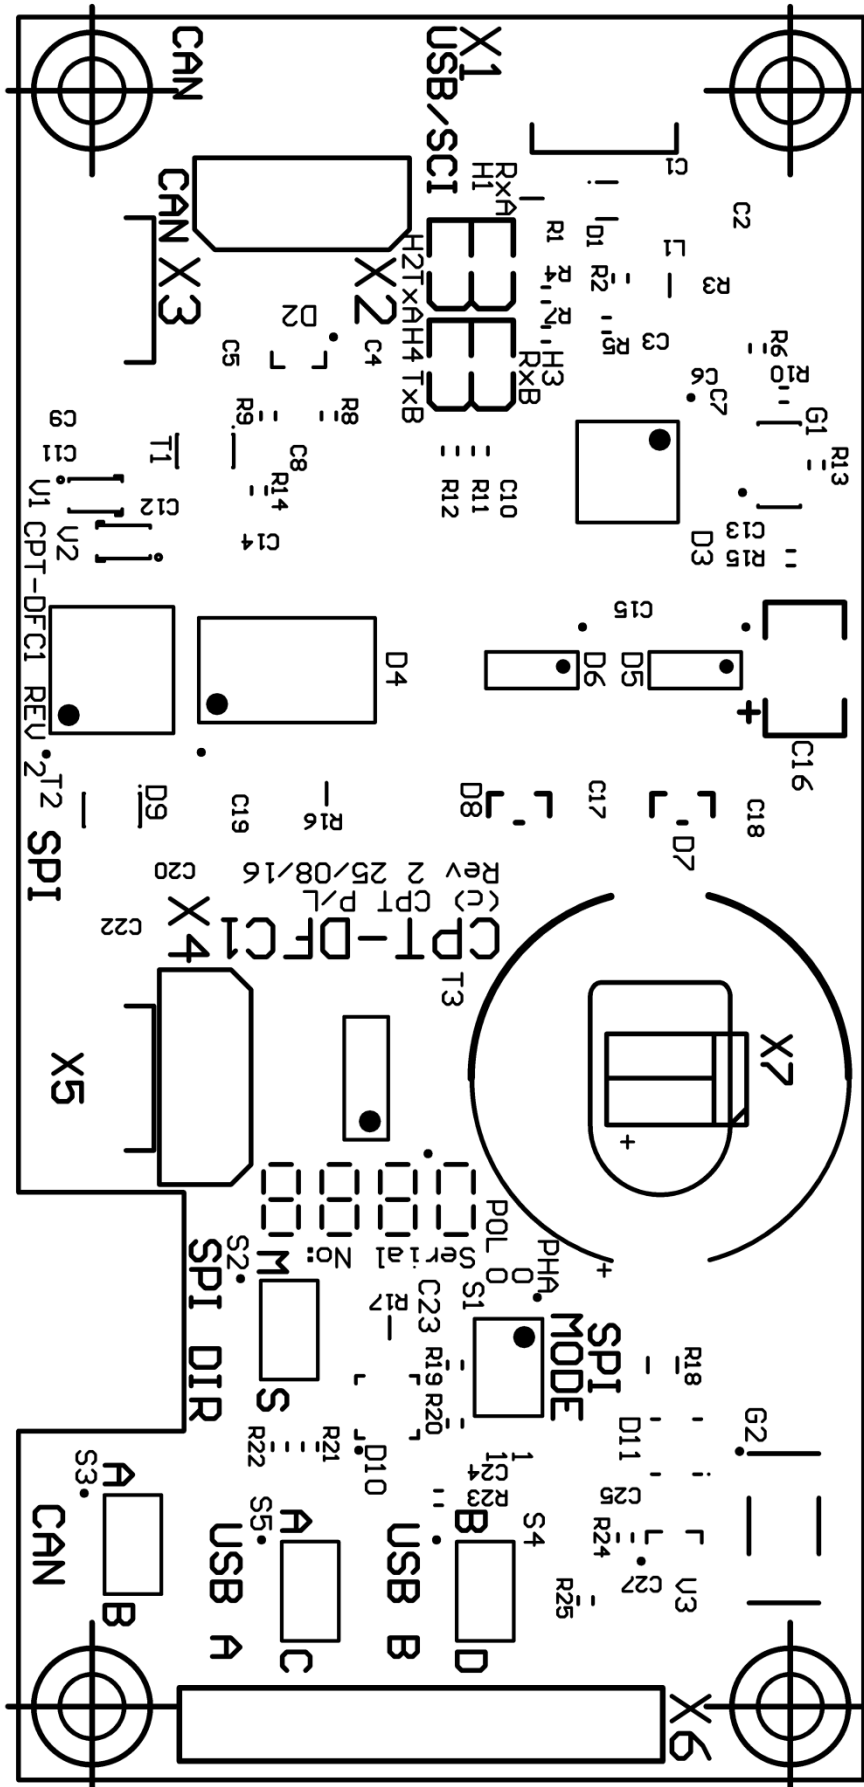 CAN
X1
USB/SCI
C1
RxA
H1
CAN
X3
X2
H2
TxA
R1
D1
C2
L1
R4
R2
R3
R2
R5
C3
H4
TxB
H3
RxB
D2
C5
C4
R6
R10
C6
C7
G1
R9
R8
C9
C11
T1
C8
R14
R13
V1
C12
R12
R11
C10
V2
C14
D3
C13
R15
CPT-DFC1 REV 2
C15
D4
D6
D5
+
C16
T2
D9
C19
R16
D8
C17
D7
C18
SPI
C20
Rev 2 25/08/16
(c) CPT P/L
CPT-DFC1
C22
X4
T3
X5
X7
+
8880
Serial No:
POL
0
PHA
0
+
S2
M
SPI DIR
S
R17
C23
S1
SPI
MODE
R19
R20
R18
R22
R21
D10
1
1
D11
G2
C24
R23
C25
S3
A
CAN
B
S5
A
USB A
C
B
USB B
D
S4
R24
C27
V3
R25
X6